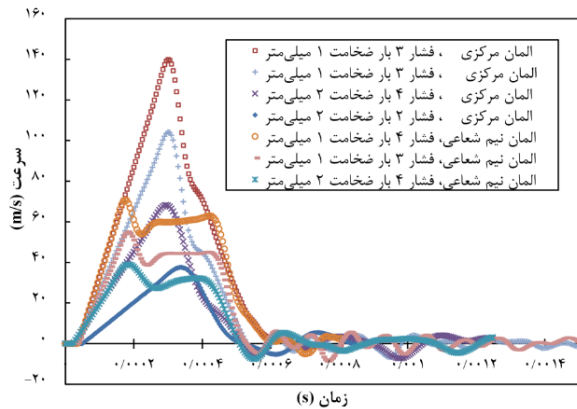 ۱۶۰
۱۴۰
۱۲۰
۱۰۰
۸۰
۶۰
۴۰
۲۰
۰
-۲۰
سرعت (m/s)
المان مرکزی ، فشار ۳ بار ضخامت ۱ میلی‌متر
المان مرکزی ، فشار ۳ بار ضخامت ۱ میلی‌متر
المان مرکزی ، فشار ۴ بار ضخامت ۲ میلی‌متر
المان مرکزی ، فشار ۲ بار ضخامت ۲ میلی‌متر
المان نیم شعاعی، فشار ۴ بار ضخامت ۱ میلی‌متر
المان نیم شعاعی، فشار ۳ بار ضخامت ۱ میلی‌متر
المان نیم شعاعی، فشار ۴ بار ضخامت ۲ میلی‌متر
۰/۰۰۰۲ ۰/۰۰۰۴ ۰/۰۰۰۶ ۰/۰۰۰۸ ۰/۰۰۱ ۰/۰۰۱۲ ۰/۰۰۱۴
زمان (s)